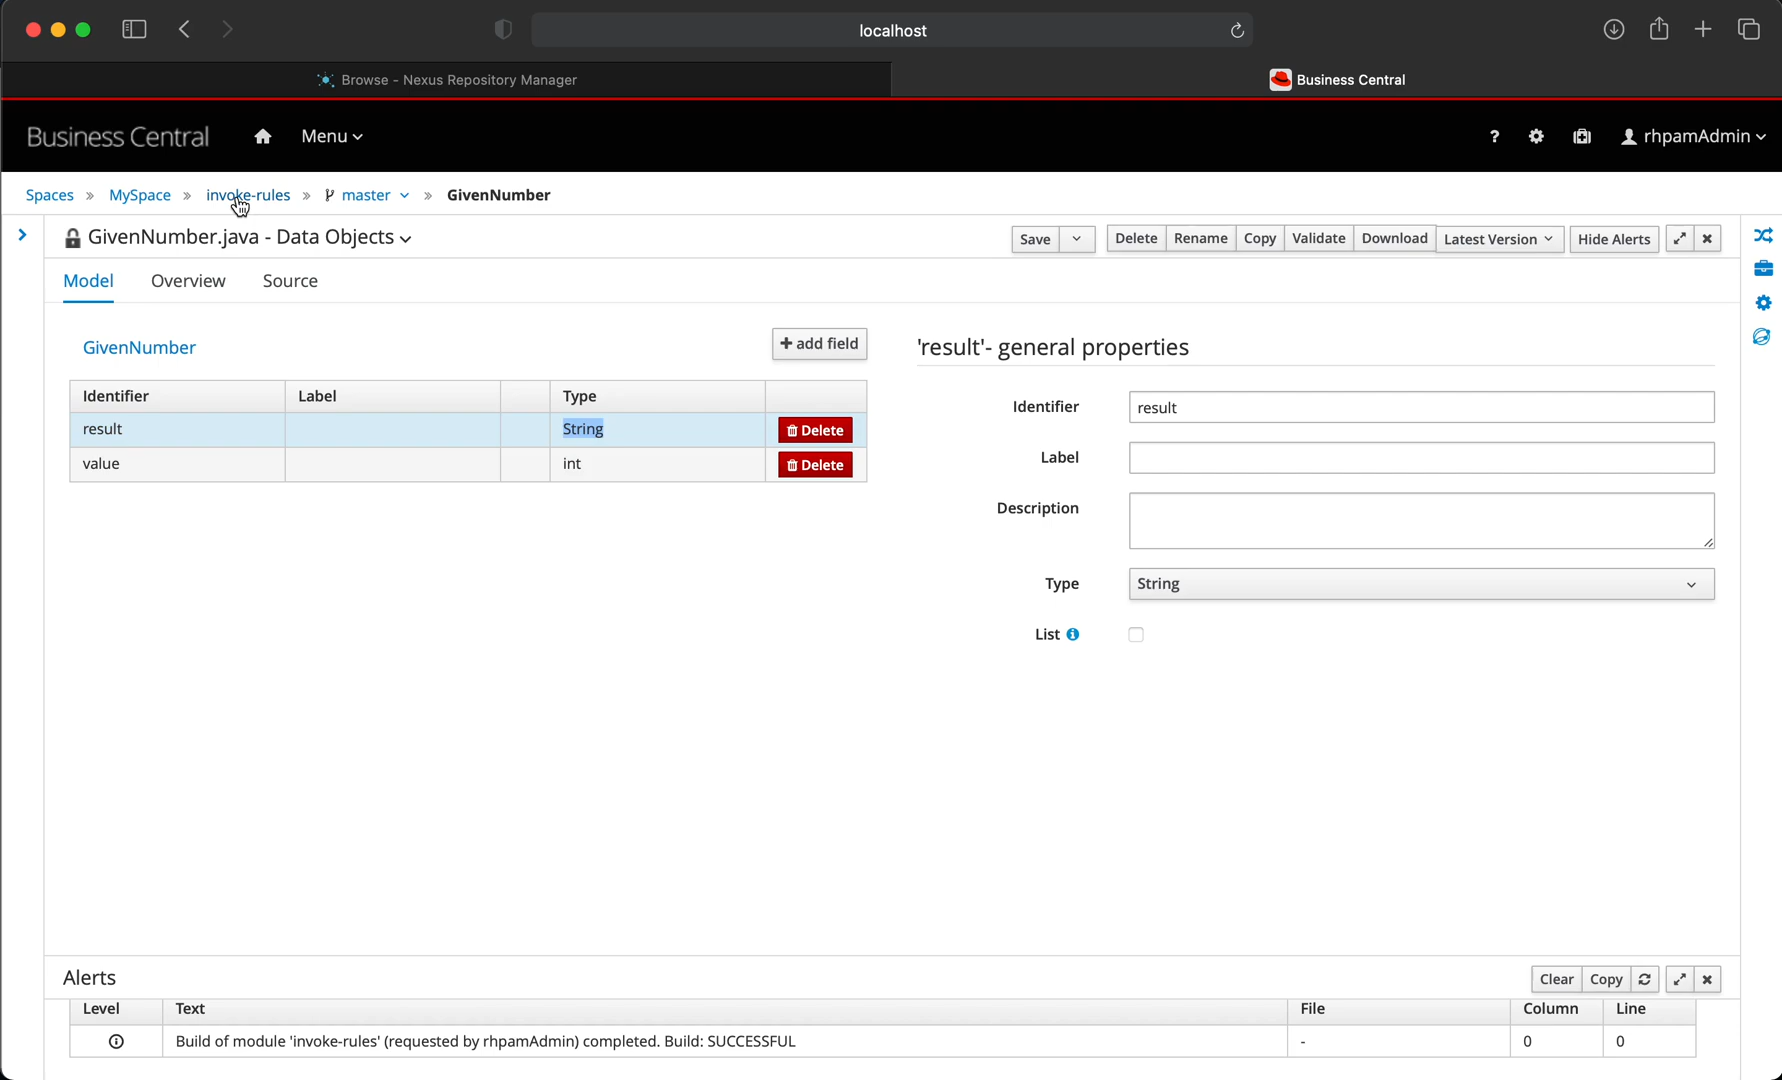 localhost
Browse - Nexus Repository Manager
Business Central
Business Central Menu ? rhpamAdmin
Spaces » MySpace » invoke-rules » master » GivenNumber
GivenNumber.java - Data Objects
Save Delete Rename Copy Validate Download Latest Version Hide Alerts
Model Overview Source
GivenNumber
+ add field
Identifier Label Type
result String Delete
value int Delete
'result'- general properties
Identifier result
Label
Description
Type String
List
Alerts
Clear Copy
Level Text File Column Line
Build of module 'invoke-rules' (requested by rhpamAdmin) completed. Build: SUCCESSFUL - 0 0